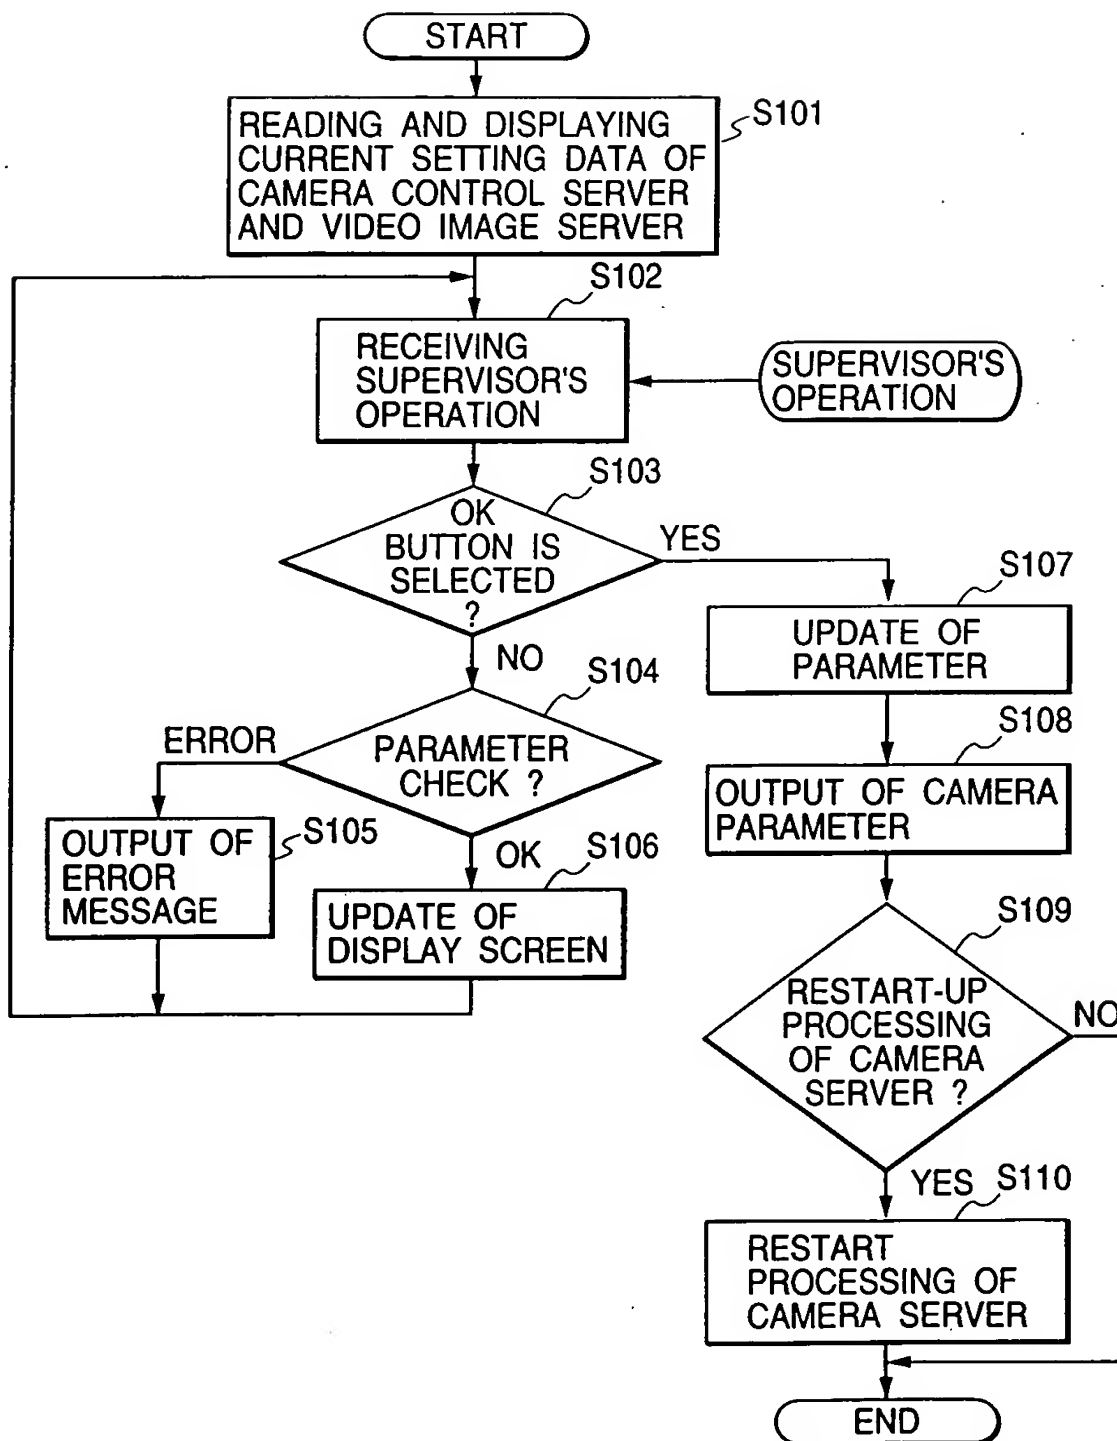 START
S101
READING AND DISPLAYING
CURRENT SETTING DATA OF
CAMERA CONTROL SERVER
AND VIDEO IMAGE SERVER
S102
RECEIVING
SUPERVISOR'S
OPERATION
SUPERVISOR'S
OPERATION
S103
OK
BUTTON IS
SELECTED
?
YES
NO
S104
PARAMETER
CHECK ?
ERROR
S105
OUTPUT OF
ERROR
MESSAGE
OK
S106
UPDATE OF
DISPLAY SCREEN
S107
UPDATE OF
PARAMETER
S108
OUTPUT OF CAMERA
PARAMETER
S109
RESTART-UP
PROCESSING
OF CAMERA
SERVER ?
NO
YES
S110
RESTART
PROCESSING OF
CAMERA SERVER
END